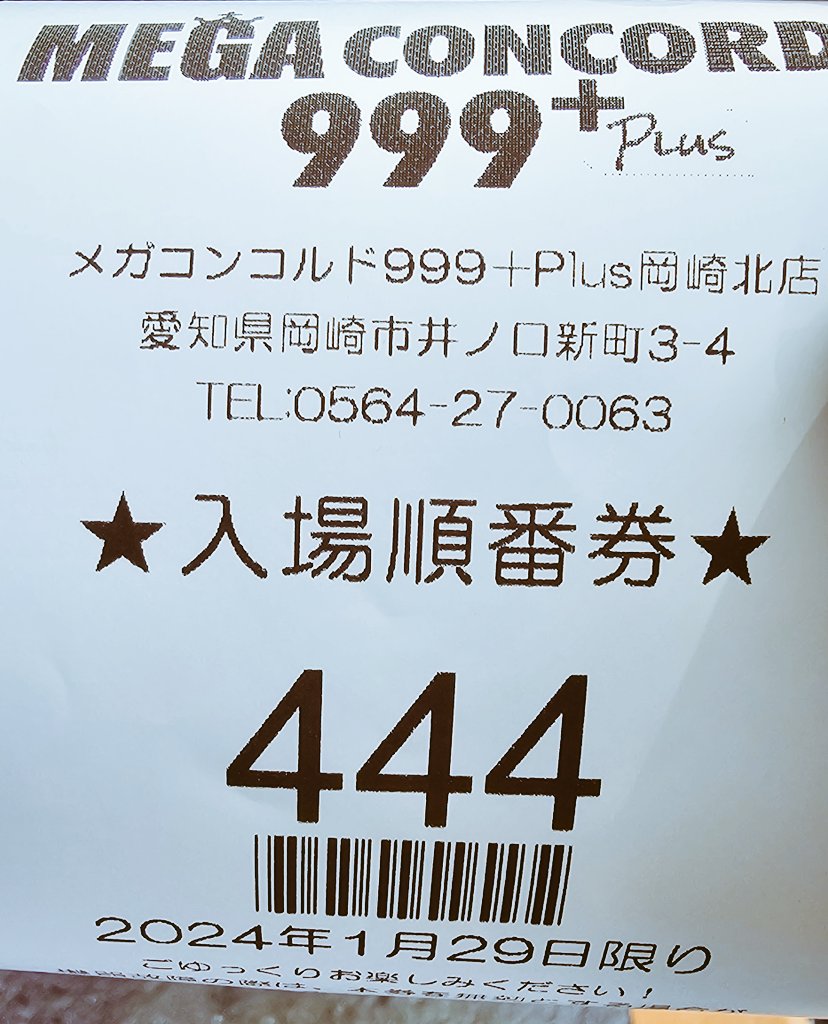 MEGA CONCORD
999+Plus
メガコンコルド999+Plus岡崎北店
愛知県岡崎市井ノ口新町3-4
TEL:0564-27-0063
★入場順番券★
444
2024年1月29日限り
ごゆっくりお楽しみください!